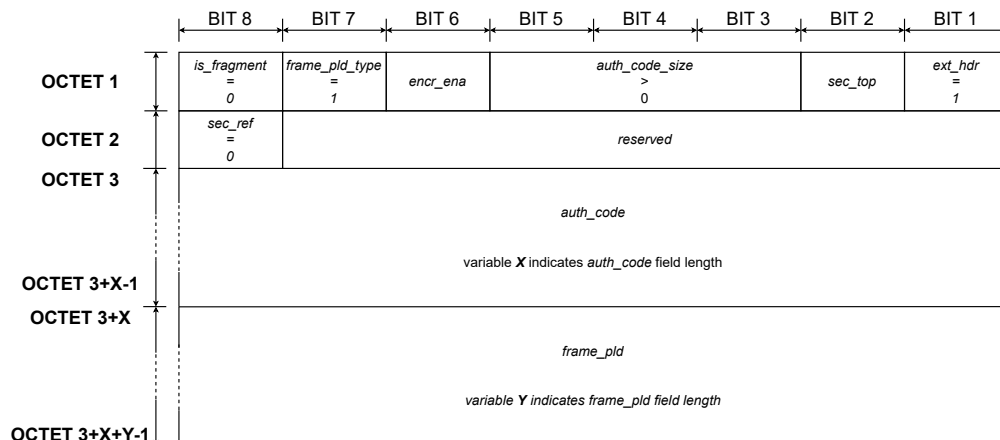 BIT 8 BIT 7 BIT 6 BIT 5 BIT 4 BIT 3 BIT 2 BIT 1
OCTET 1
is_fragment
=
0
frame_pld_type
=
1
encr_ena
auth_code_size
>
0
sec_top
ext_hdr
=
1
OCTET 2
sec_ref
=
0
reserved
OCTET 3
auth_code
variable X indicates auth_code field length
OCTET 3+X-1
OCTET 3+X
frame_pld
variable Y indicates frame_pld field length
OCTET 3+X+Y-1